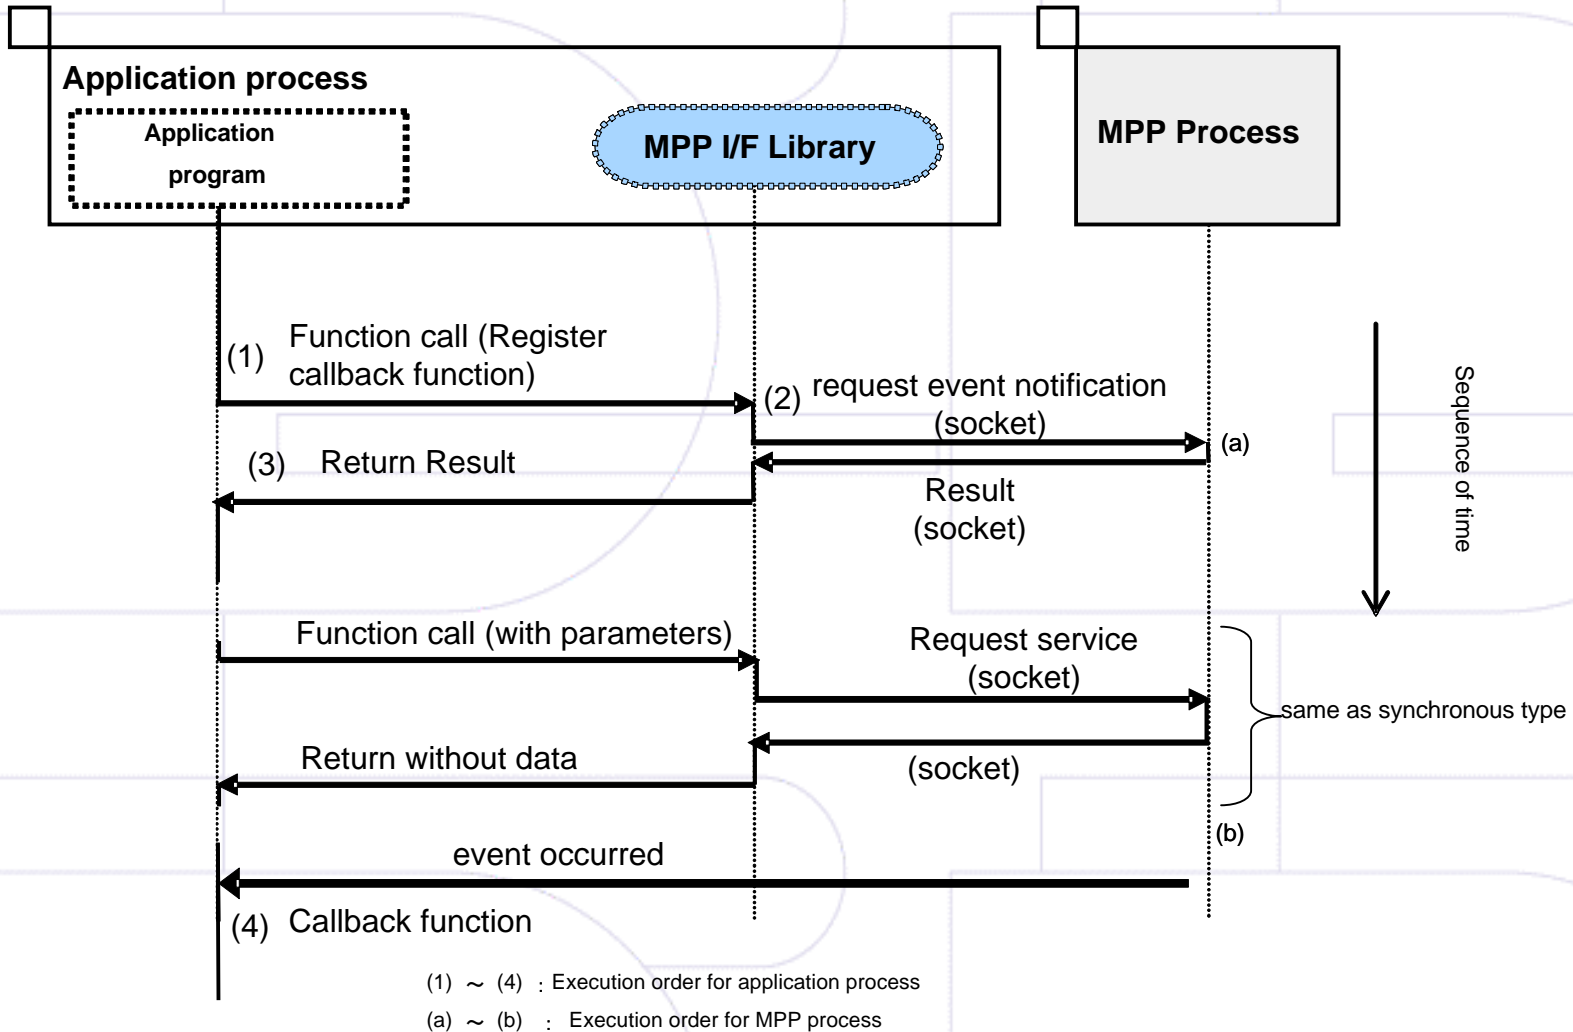 Application process
Application
program
MPP I/F Library
MPP Process
(1)
Function call (Register
callback function)
(2)
request event notification
(socket)
(a)
(3)
Return Result
Result
(socket)
Sequence of time
Function call (with parameters)
Request service
(socket)
same as synchronous type
Return without data
(socket)
(b)
event occurred
(4)
Callback function
(1) ～ (4) : Execution order for application process
(a) ～ (b) : Execution order for MPP process